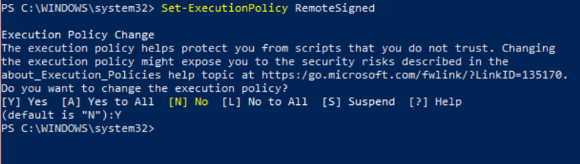 PS C:\WINDOWS\system32> Set-ExecutionPolicy RemoteSigned
Execution Policy Change
The execution policy helps protect you from scripts that you do not trust. Changing
the execution policy might expose you to the security risks described in the
about_Execution_Policies help topic at https:/go.microsoft.com/fwlink/?LinkID=135170.
Do you want to change the execution policy?
[Y] Yes  [A] Yes to All  [N] No  [L] No to All  [S] Suspend  [?] Help
(default is "N"):Y
PS C:\WINDOWS\system32>